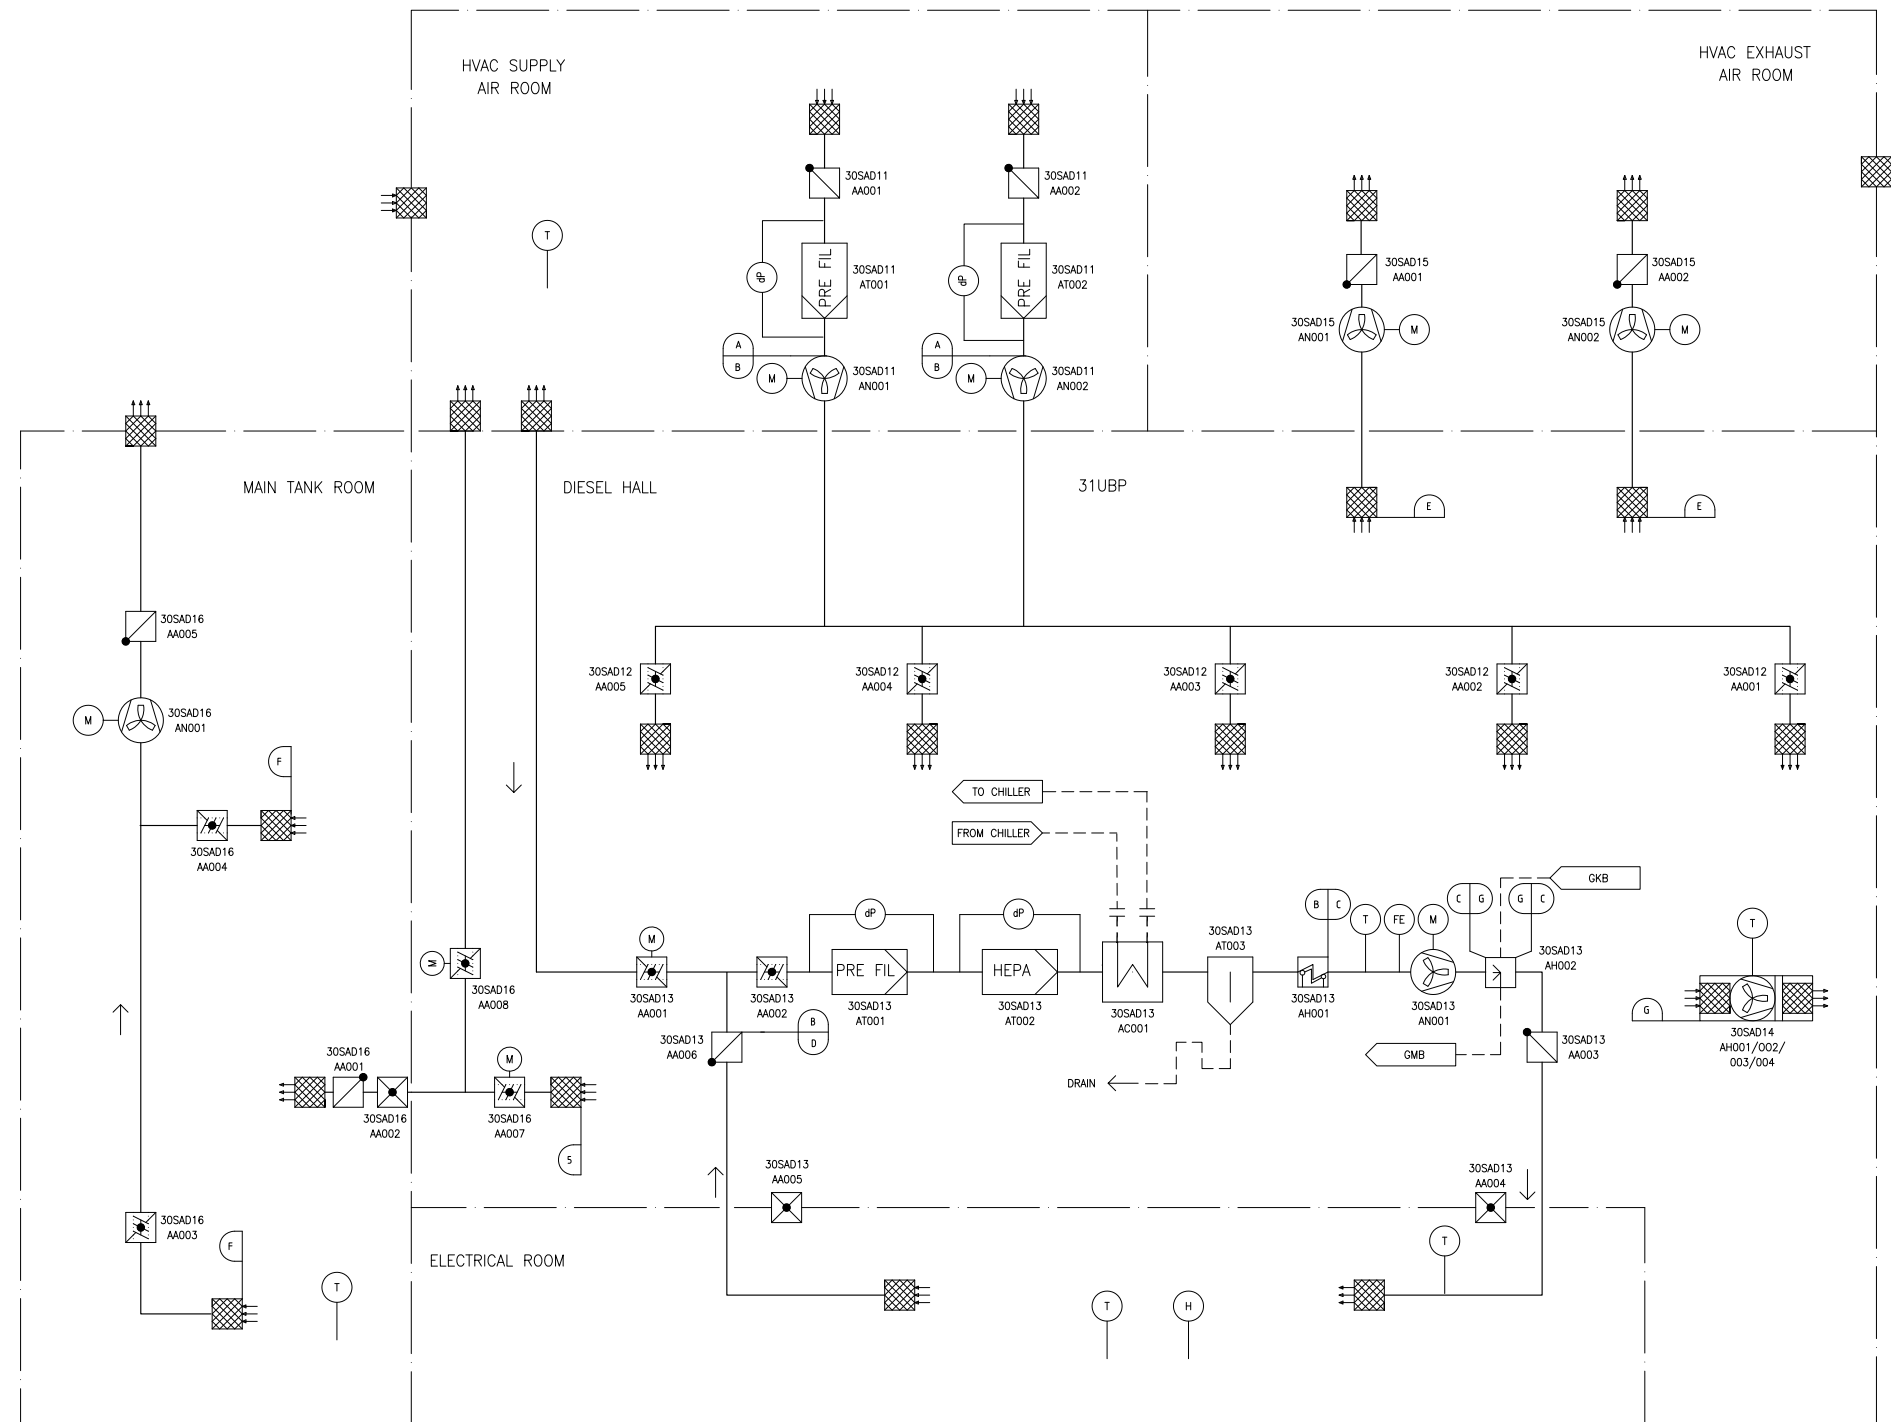 HVAC SUPPLY
AIR ROOM
HVAC EXHAUST
AIR ROOM
30SAD11
AA001
30SAD11
AA002
T
dP
PRE FIL
30SAD11
AT001
dP
PRE FIL
30SAD11
AT002
30SAD15
AA001
30SAD15
AA002
30SAD15
AN001
M
30SAD15
AN002
M
A
B
M
30SAD11
AN001
A
B
M
30SAD11
AN002
MAIN TANK ROOM
DIESEL HALL
31UBP
E
E
30SAD16
AA005
30SAD12
AA005
30SAD12
AA004
30SAD12
AA003
30SAD12
AA002
30SAD12
AA001
M
30SAD16
AN001
F
TO CHILLER
FROM CHILLER
30SAD16
AA004
GKB
B
C
C
G
G
C
M
dP
dP
T
FE
M
T
30SAD13
AT003
30SAD13
AH002
M
PRE FIL
HEPA
30SAD16
AA008
30SAD13
AA001
30SAD13
AA002
30SAD13
AT001
30SAD13
AT002
30SAD13
AC001
30SAD13
AH001
30SAD13
AN001
G
B
D
30SAD13
AA006
GMB
30SAD13
AA003
30SAD14
AH001/002/
003/004
30SAD16
AA001
M
DRAIN
30SAD16
AA002
30SAD16
AA007
5
30SAD13
AA005
30SAD13
AA004
30SAD16
AA003
F
ELECTRICAL ROOM
T
T
T
H